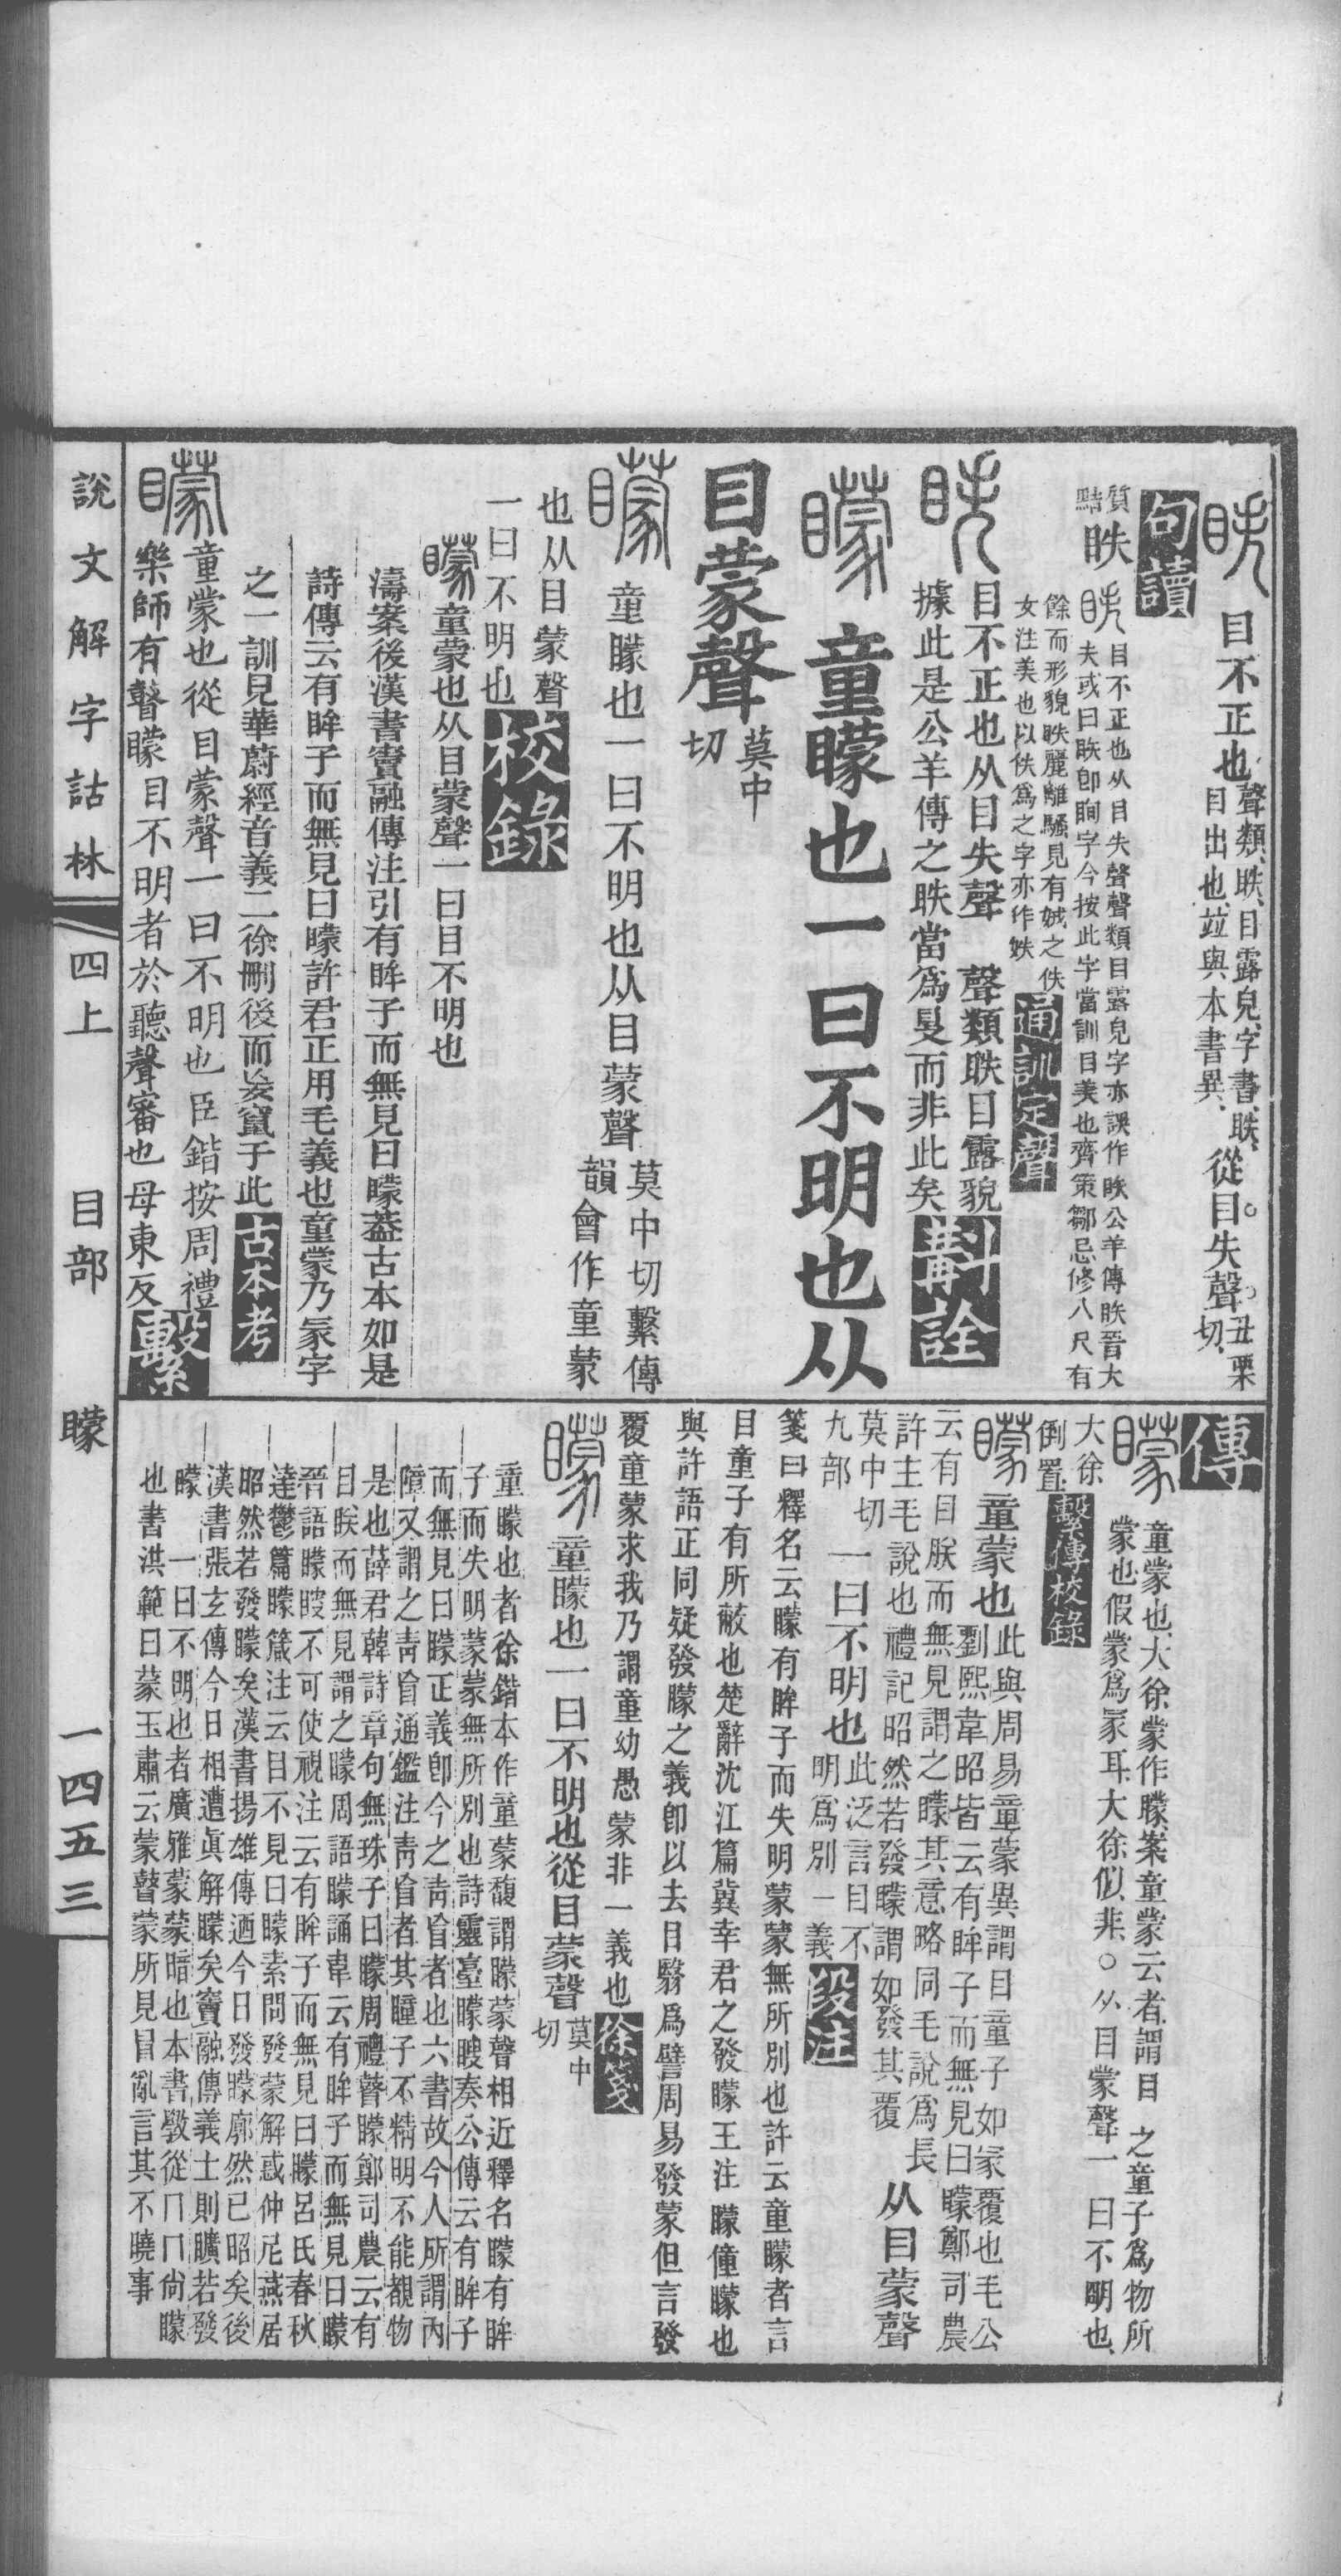 眣目不正也聲類眣目露皃字書眣
目出也竝與本書異從目失聲丑栗切
句讀
眣眣目不正也从目失聲聲類目露皃字亦誤作眹公羊傳眣晉大
夫或曰眹卽瞤字今按此字當訓目美也齊策鄒忌修八尺有
餘而形貌昳麗離騷見有娀之佚
女注美也以佚爲之字亦作妷
通訓定聲
眣目不正也从目失聲 聲類眣目露貌
據此是公羊傳之眣當爲𥄎而非此矣斠詮
矇童矇也一曰不明也从
目蒙聲莫中切
矇童矇也一曰不明也从目蒙聲莫中切繫傳
韻會作童蒙
也从目蒙聲
一曰不明也校錄
矇童蒙也从目蒙聲一曰目不明也
濤案後漢書竇融傳注引有眸子而無見曰矇葢古本如是
詩傳云有眸子而無見曰矇許君正用毛義也童蒙乃冡字
之一訓見華嚴經音義二徐刪後而妄竄于此古本考
矇童蒙也從目蒙聲一曰不明也臣鍇按周禮
樂師有瞽矇目不明者於聽聲審也母東反繫
傳
矇童蒙也大徐蒙作矇案童蒙云者謂目之童子爲物所
蒙也假蒙爲冡耳大徐似非○从目蒙聲一曰不明也
大徐
倒置繫傳校錄
矇童蒙也此與周易童蒙異謂目童子如冡覆也毛公
劉熙韋昭皆云有眸子而無見曰矇鄭司農
云有目眹而無見謂之矇其意略同毛說爲長
許主毛說也禮記昭然若發矇謂如發其覆从目蒙聲
莫中切
九部一曰不明也此泛言目不
明爲別一義段注
箋曰釋名云矇有眸子而失明蒙蒙無所別也許云童矇者言
目童子有所蔽也楚辭沈江篇冀幸君之發矇王注矇僮矇也
與許語正同疑發矇之義卽以去目翳爲譬周易發蒙但言發
覆童蒙求我乃謂童幼愚蒙非一義也徐箋
矇童矇也一曰不明也從目蒙聲莫中切
童矇也者徐鍇本作童蒙馥謂矇蒙聲相近釋名矇有眸
子而失明蒙蒙無所別也詩靈臺矇瞍奏公傳云有眸子
而無見曰矇正義卽今之靑盲者也六書故今人所謂內
障又謂之靑盲通鑑注靑盲者其瞳子不精明不能覩物
是也薛君韓詩章句無珠子曰矇周禮瞽矇鄭司農云有
目眹而無見謂之矇周語矇誦韋云有眸子而無見曰矇
晉語矇瞍不可使視注云有眸子而無見曰矇呂氏春秋
達鬱篇矇箴注云目不見曰矇素問發蒙解惑仲尼燕居
昭然若發矇矣漢書揚雄傳迺今日發矇廓然已昭矣後
漢書張玄傳今日相遭眞解矇矣竇融傳義士則曠若發
矇 一曰不明也者廣雅蒙蒙暗也本書斆從冂冂尙矇
也書洪範曰蒙王肅云蒙瞽蒙所見冒亂言其不曉事
說文解字詁林 四上 目部 矇 一四五三